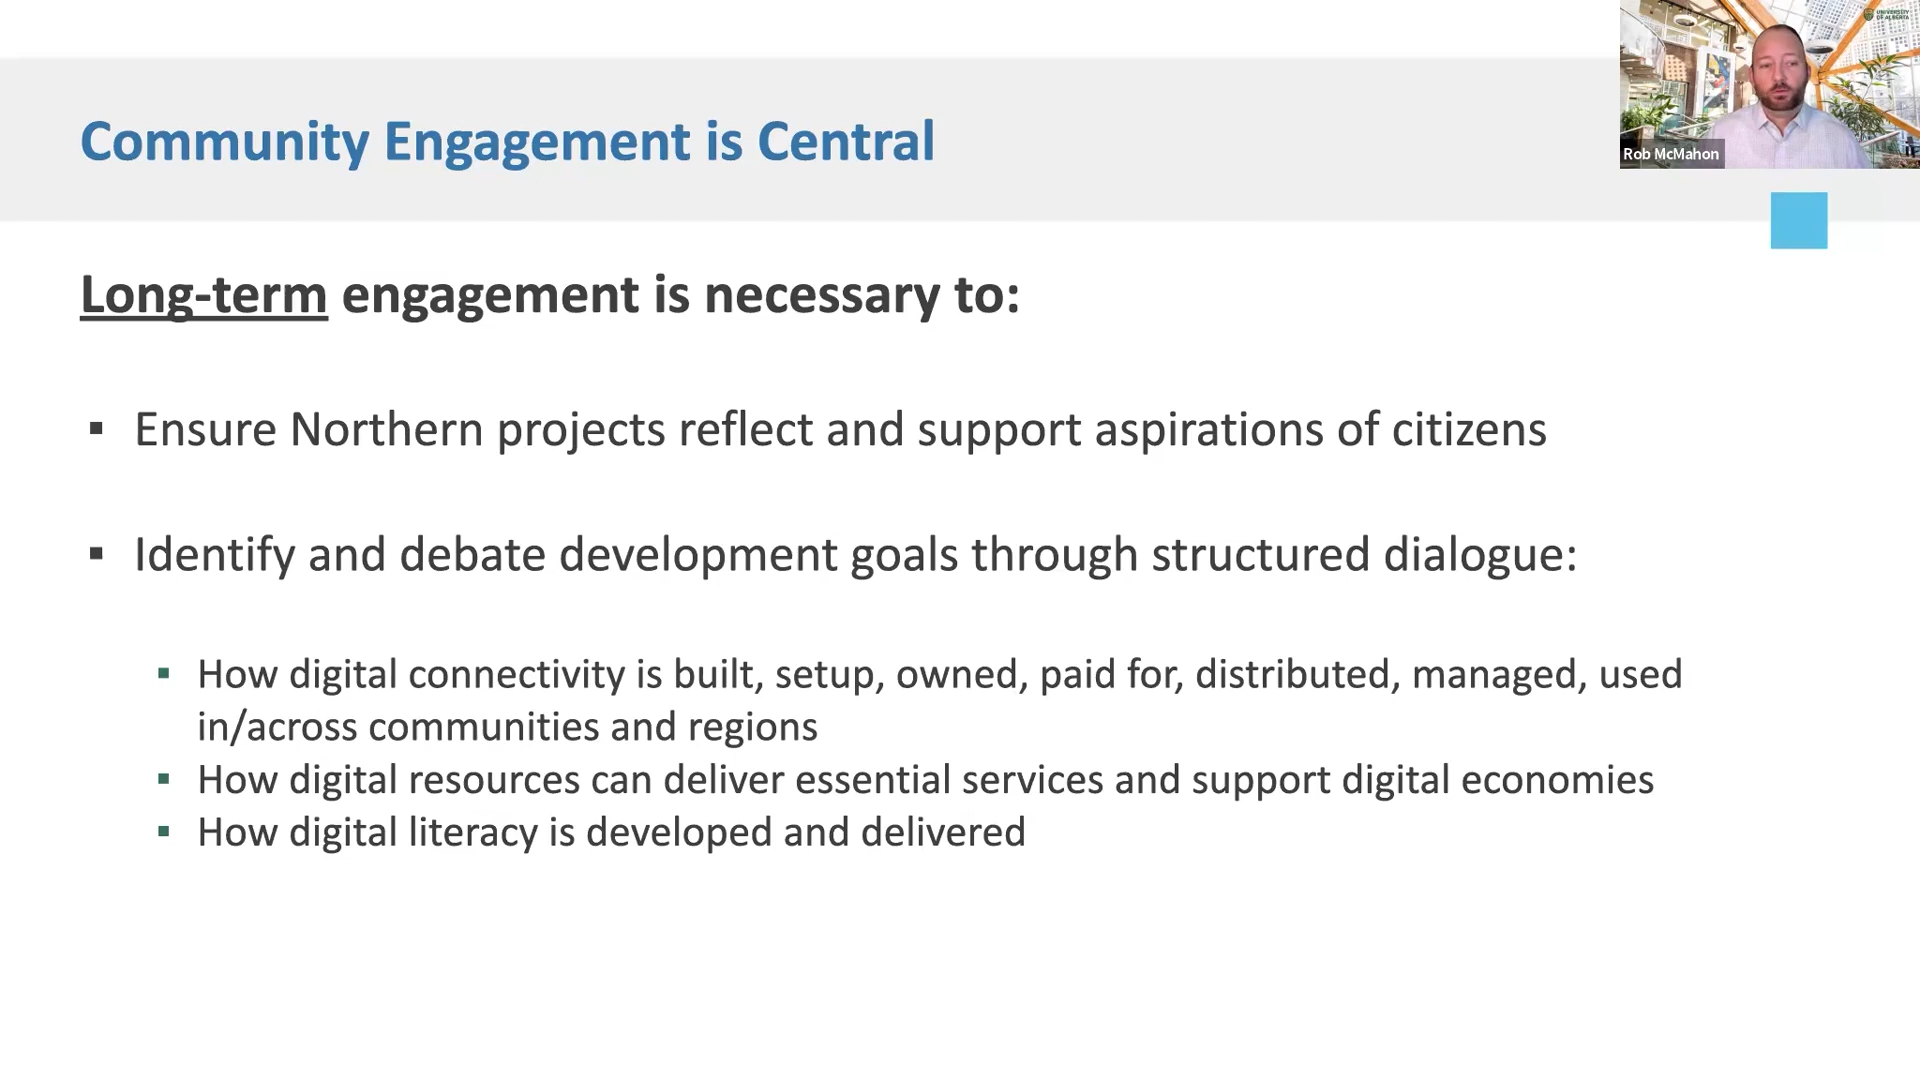 UNIVERSITY
OF ALBERTA
Rob McMahon
Community Engagement is Central
Long-term engagement is necessary to:
▪ Ensure Northern projects reflect and support aspirations of citizens
▪ Identify and debate development goals through structured dialogue:
▪ How digital connectivity is built, setup, owned, paid for, distributed, managed, used
in/across communities and regions
▪ How digital resources can deliver essential services and support digital economies
▪ How digital literacy is developed and delivered